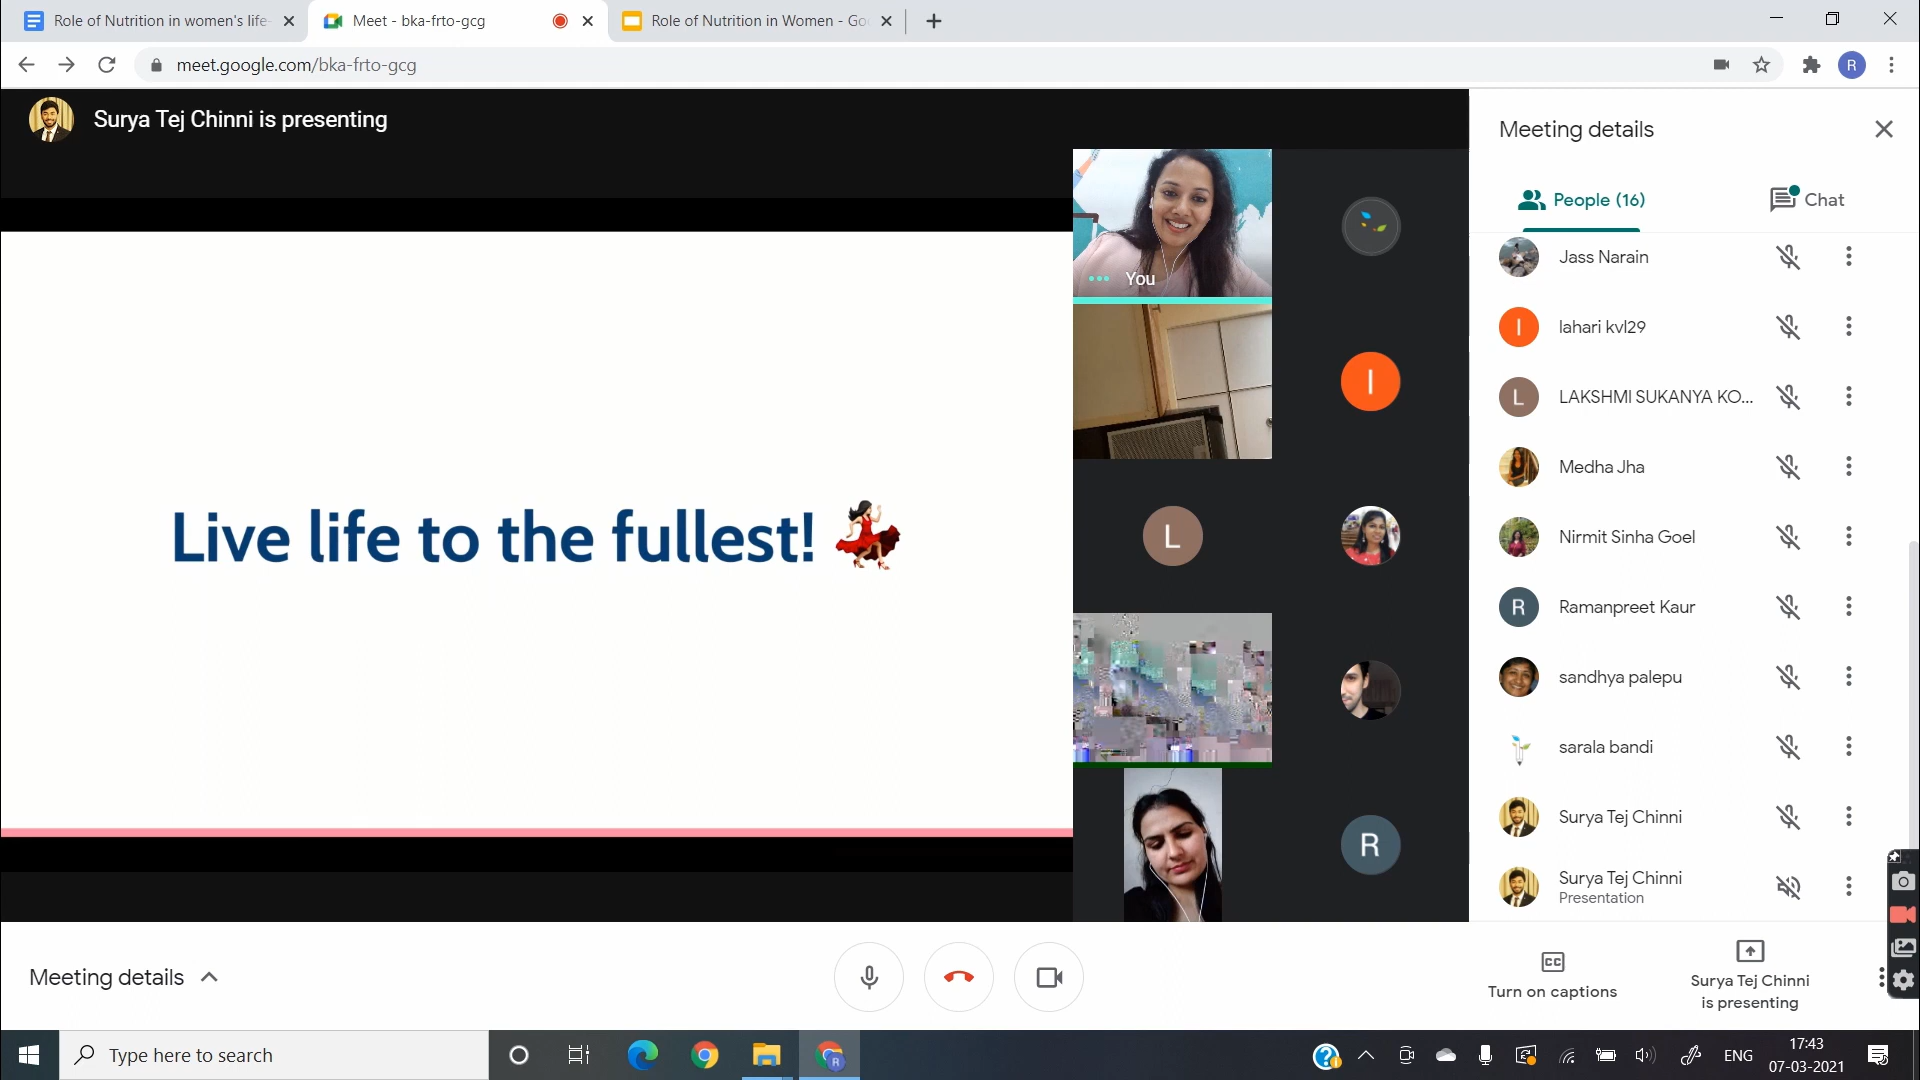 Role of Nutrition in women's life-
Meet - bka-frto-gcg
Role of Nutrition in Women - Goo
meet.google.com/bka-frto-gcg
R
Surya Tej Chinni is presenting
Live life to the fullest!
You
I
L
R
Meeting details
People (16)
Chat
Jass Narain
I
lahari kvl29
L
LAKSHMI SUKANYA KO...
Medha Jha
Nirmit Sinha Goel
R
Ramanpreet Kaur
sandhya palepu
sarala bandi
Surya Tej Chinni
Surya Tej Chinni
Presentation
Meeting details
CC
Turn on captions
Surya Tej Chinni
is presenting
Type here to search
R
ENG
17:43
07-03-2021